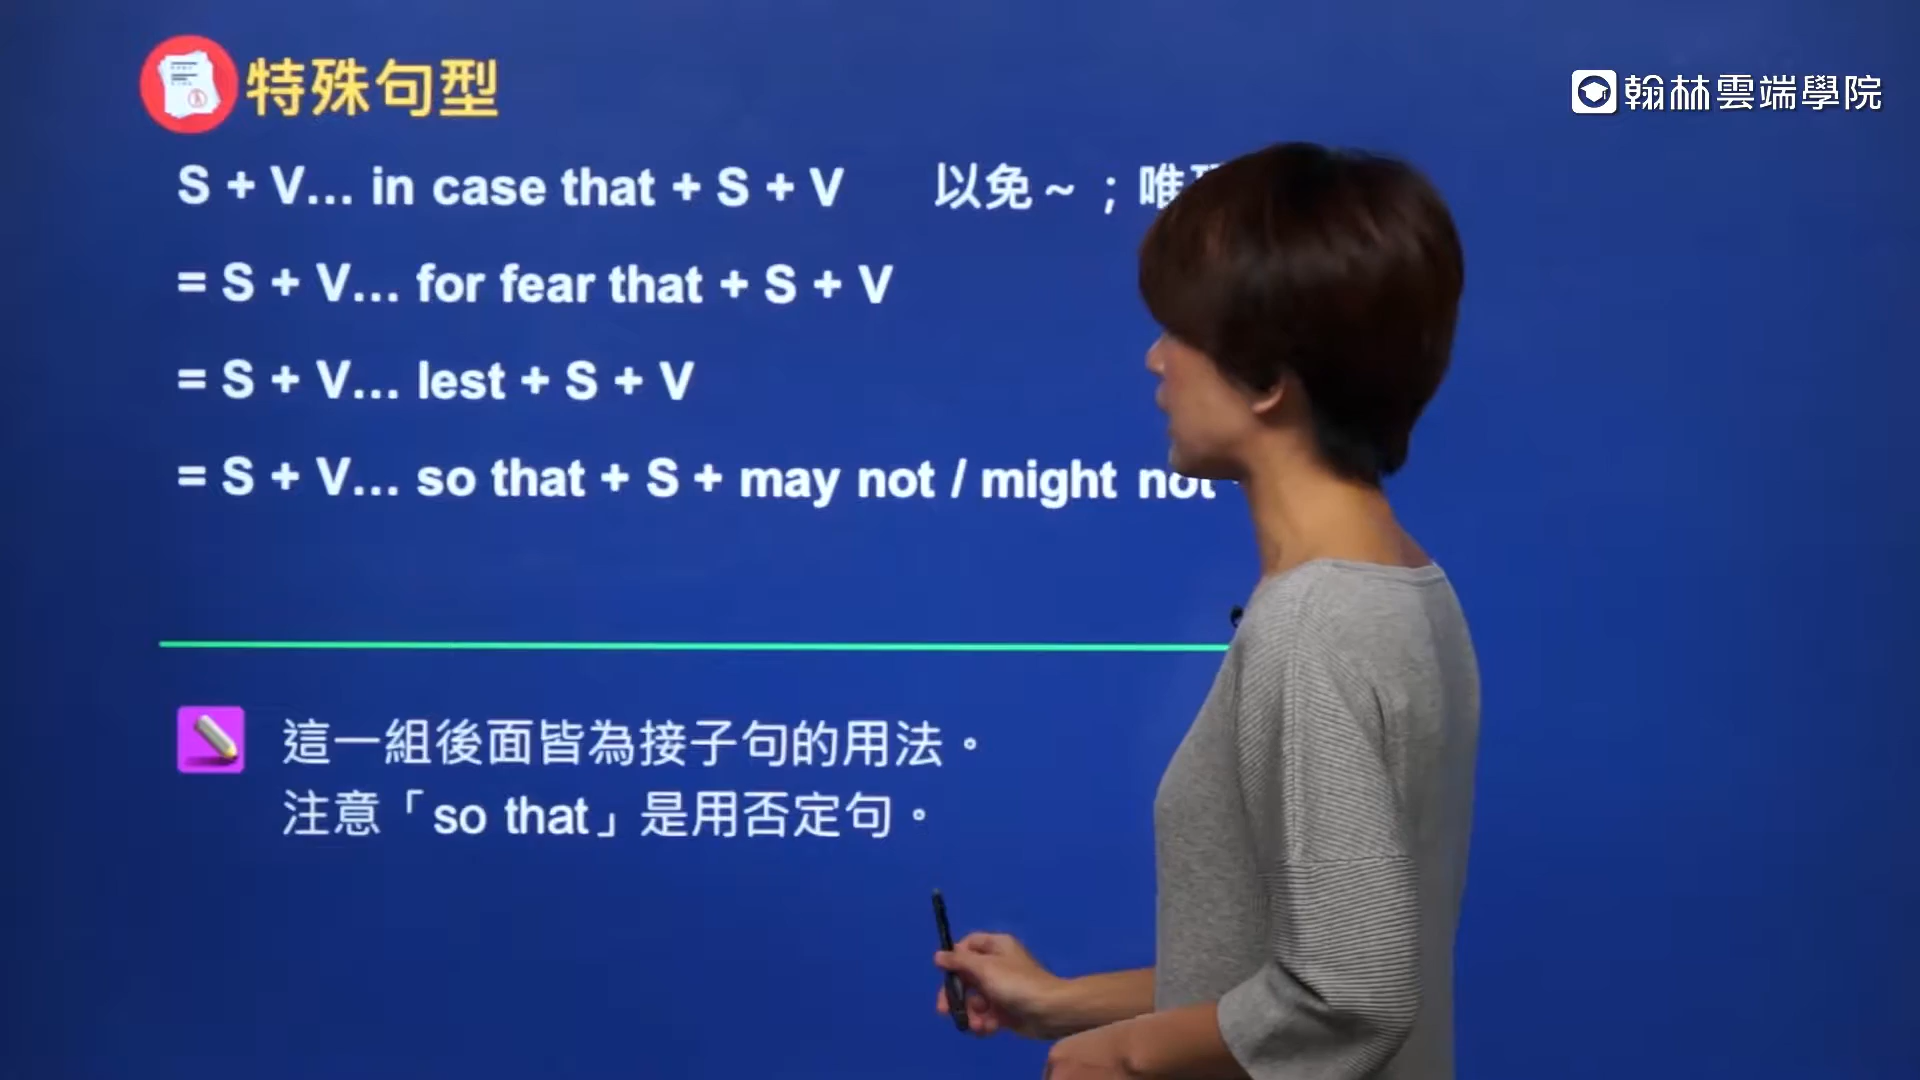 特殊句型
翰林雲端學院
S + V... in case that + S + V 以免～；唯
= S + V... for fear that + S + V
= S + V... lest + S + V
= S + V... so that + S + may not / might not
這一組後面皆為接子句的用法。
注意「so that」是用否定句。